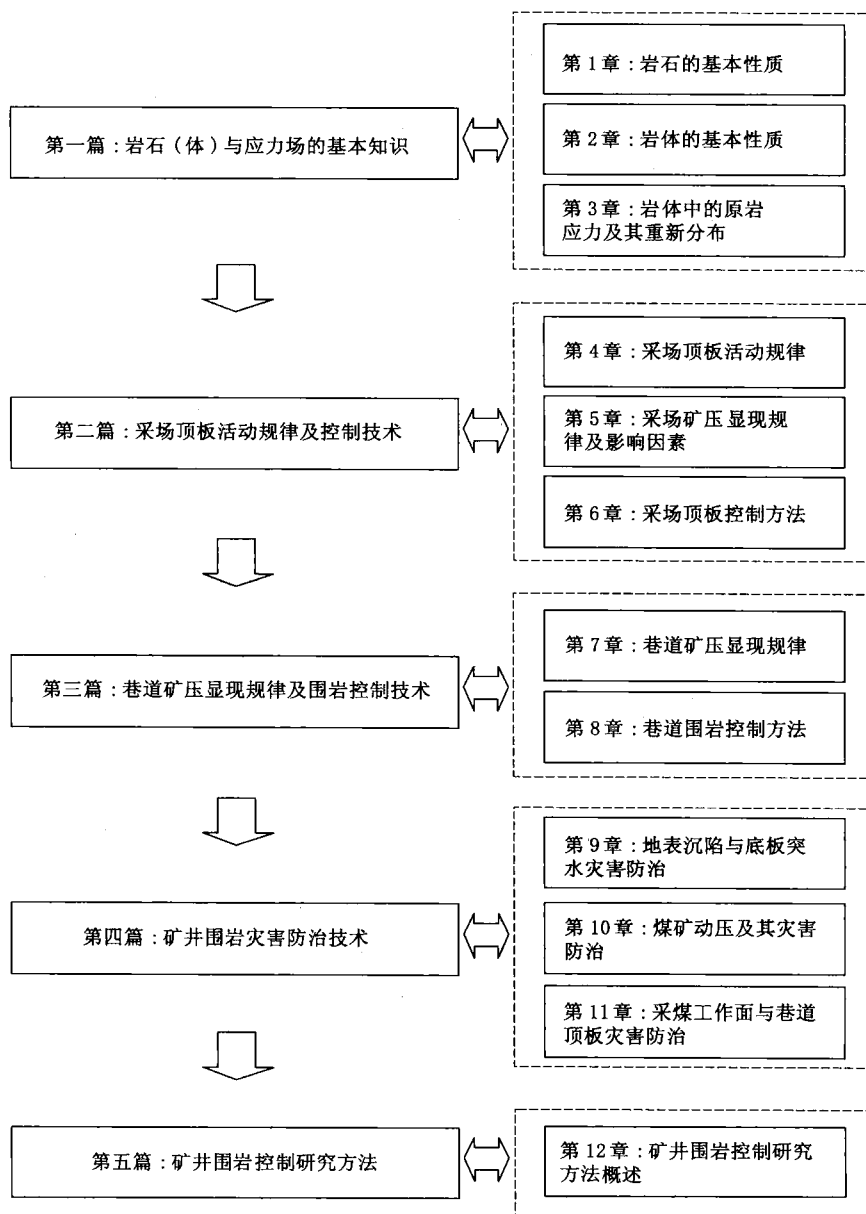 第一篇：岩石（体）与应力场的基本知识
第1章：岩石的基本性质
第2章：岩体的基本性质
第3章：岩体中的原岩
应力及其重新分布
第二篇：采场顶板活动规律及控制技术
第4章：采场顶板活动规律
第5章：采场矿压显现规
律及影响因素
第6章：采场顶板控制方法
第三篇：巷道矿压显现规律及围岩控制技术
第7章：巷道矿压显现规律
第8章：巷道围岩控制方法
第四篇：矿井围岩灾害防治技术
第9章：地表沉陷与底板突
水灾害防治
第10章：煤矿动压及其灾害
防治
第11章：采煤工作面与巷道
顶板灾害防治
第五篇：矿井围岩控制研究方法
第12章：矿井围岩控制研究
方法概述